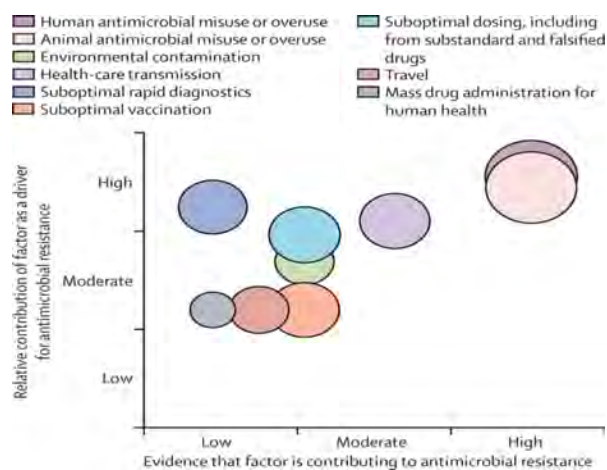 Human antimicrobial misuse or overuse
Animal antimicrobial misuse or overuse
Environmental contamination
Health-care transmission
Suboptimal rapid diagnostics
Suboptimal vaccination
Suboptimal dosing, including
from substandard and falsified
drugs
Travel
Mass drug administration for
human health
Relative contribution of factor as a driver
for antimicrobial resistance
High
Moderate
Low
Low
Moderate
High
Evidence that factor is contributing to antimicrobial resistance